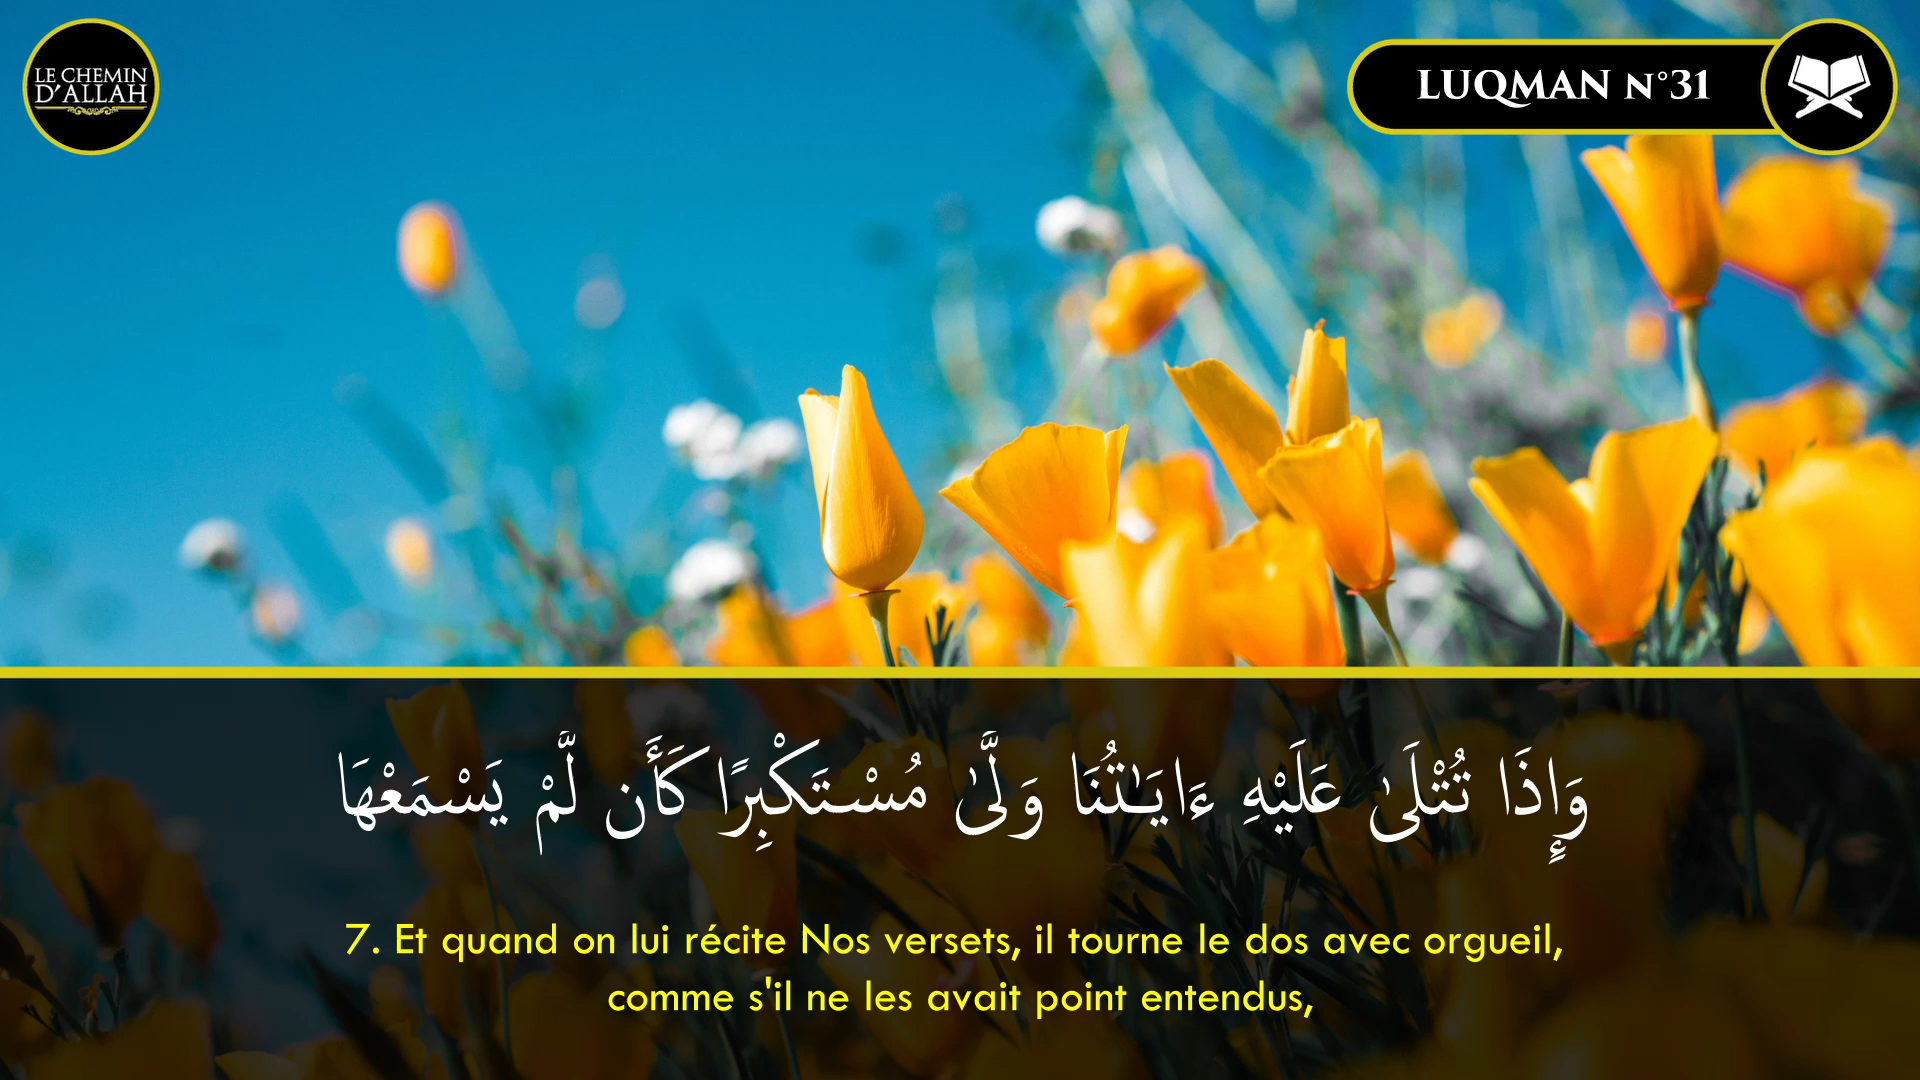 LE CHEMIN
D'ALLAH
LUQMAN N°31
وَإِذَا تُتْلَىٰ عَلَيْهِ ءَايَـٰتُنَا وَلَّىٰ مُسْتَكْبِرًا كَأَن لَّمْ يَسْمَعْهَا
7. Et quand on lui récite Nos versets, il tourne le dos avec orgueil,
comme s'il ne les avait point entendus,